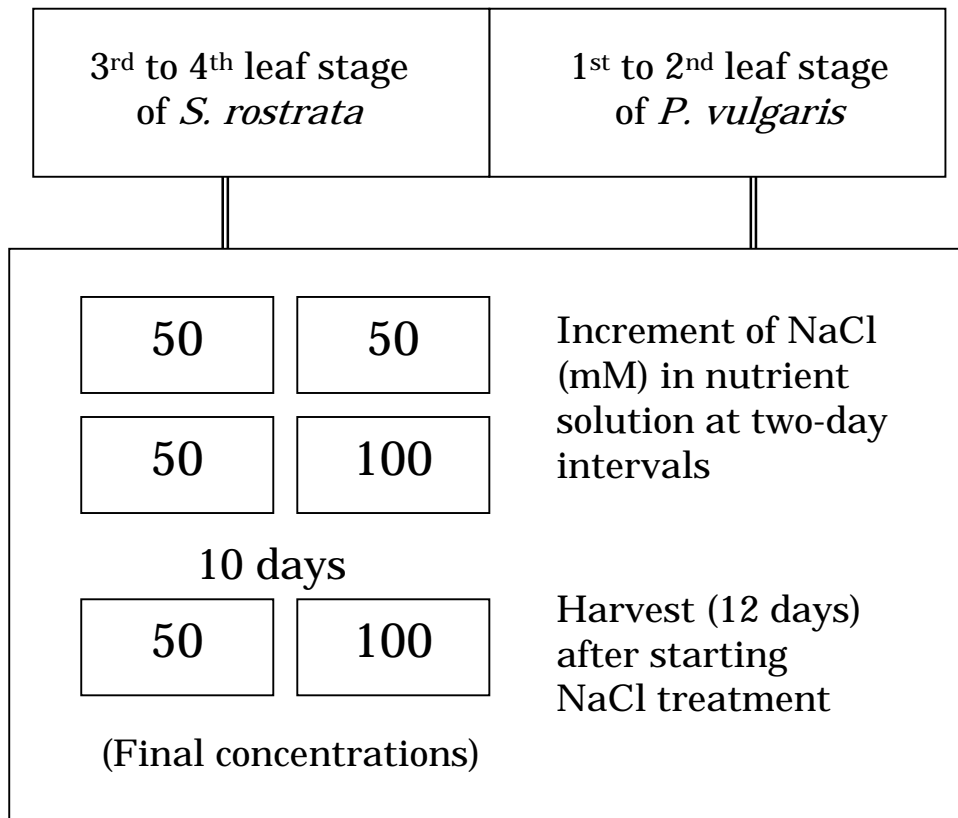 3rd to 4th leaf stage
of S. rostrata
1st to 2nd leaf stage
of P. vulgaris
50 50
Increment of NaCl
(mM) in nutrient
solution at two-day
intervals
50 100
10 days
50 100
Harvest (12 days)
after starting
NaCl treatment
(Final concentrations)